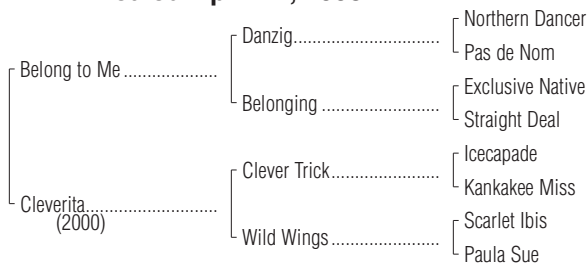 Northern Dancer
Danzig
Pas de Nom
Belong to Me
Exclusive Native
Belonging
Straight Deal
Icecapade
Clever Trick
Kankakee Miss
Cleverita
(2000)
Scarlet Ibis
Wild Wings
Paula Sue